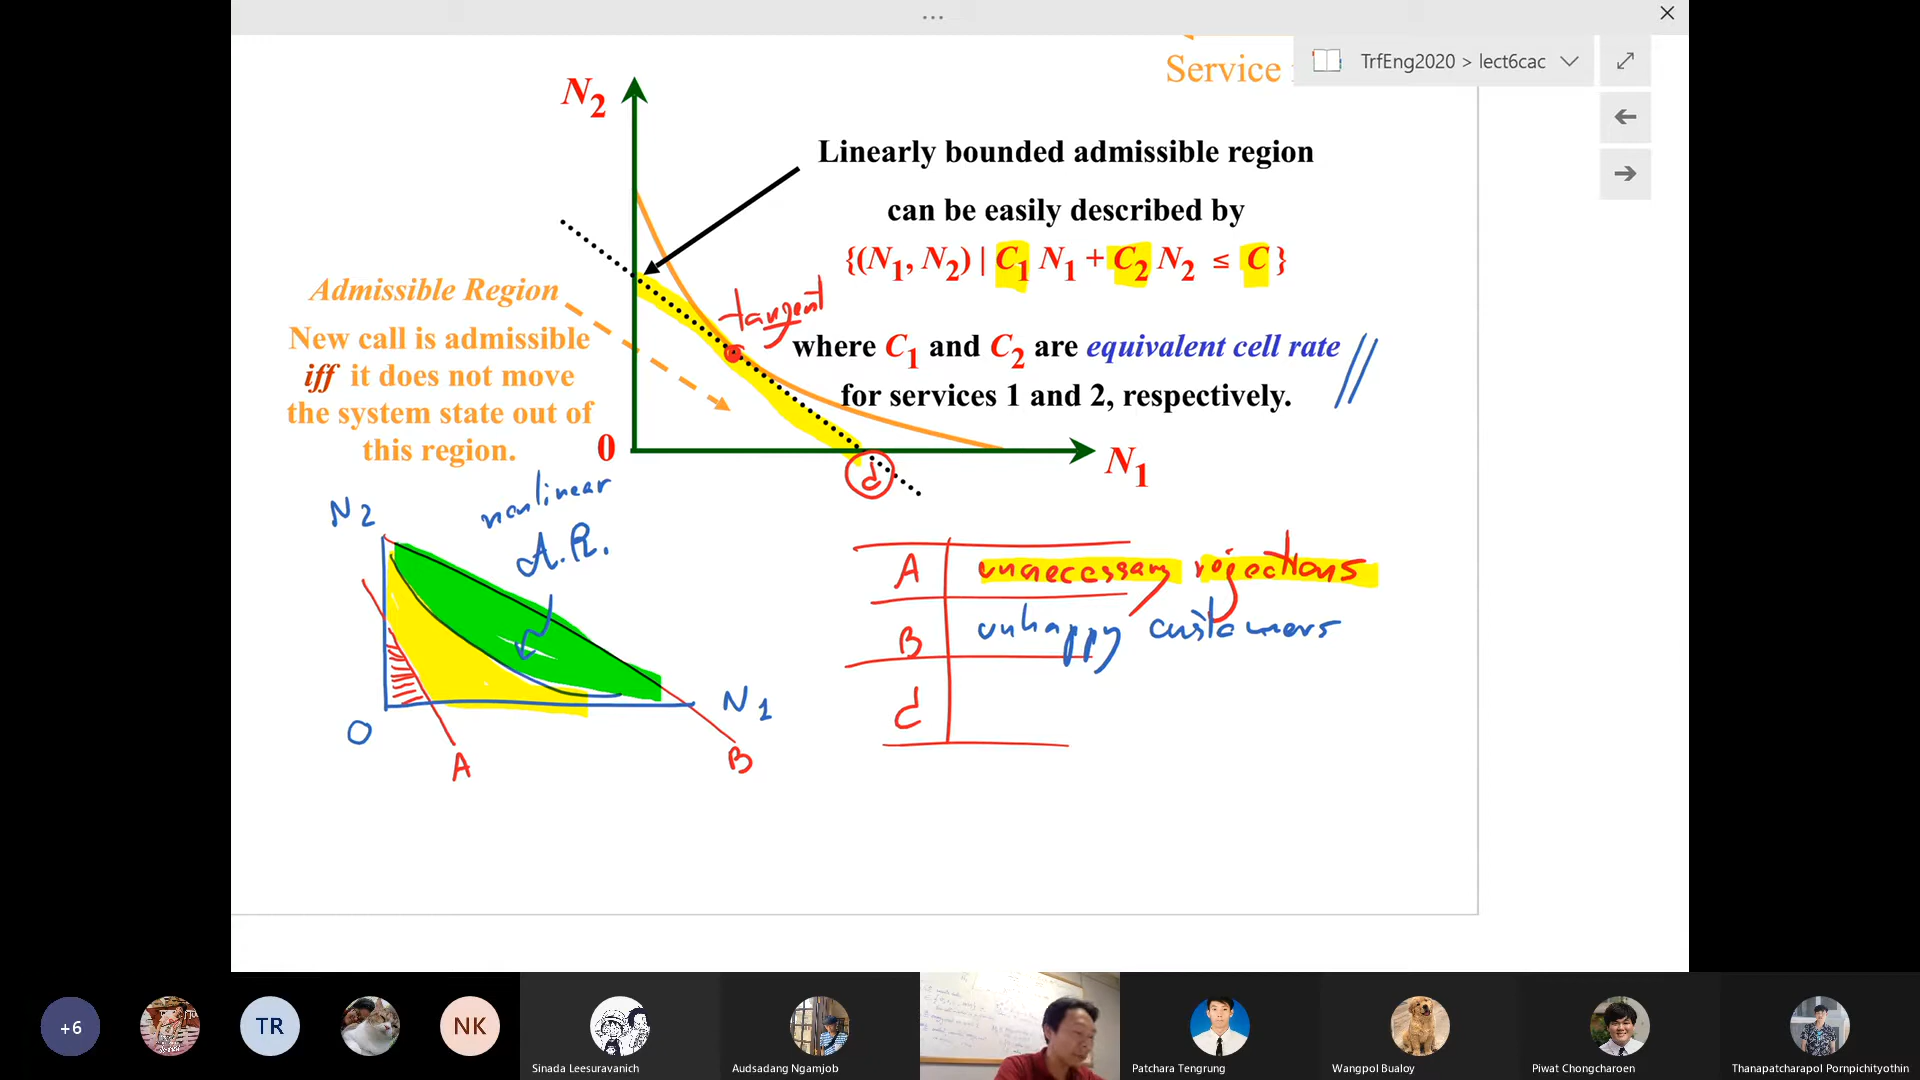 ...
TrfEng2020 > lect6cac
Service
N2
Linearly bounded admissible region
can be easily described by
{(N1, N2) | C1 N1 + C2 N2 ≤ C }
tangent
where C1 and C2 are equivalent cell rate
for services 1 and 2, respectively.
Admissible Region
New call is admissible
iff it does not move
the system state out of
this region.
0
N1
d
nonlinear
A.R.
N2
N1
0
A
B
A unnecessary rejections
B unhappy customers
d
+6
TR
NK
Sinada Leesuravanich
Audsadang Ngamjob
Patchara Tengrung
Wangpol Bualoy
Piwat Chongcharoen
Thanapatcharapol Pornpichityothin